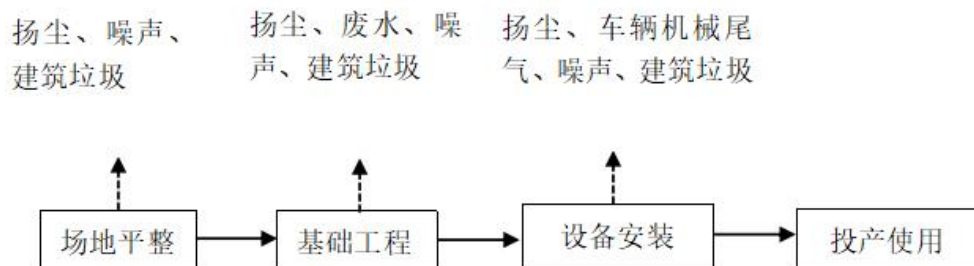 扬尘、噪声、
建筑垃圾
扬尘、废水、噪
声、建筑垃圾
扬尘、车辆机械尾
气、噪声、建筑垃圾
场地平整
基础工程
设备安装
投产使用